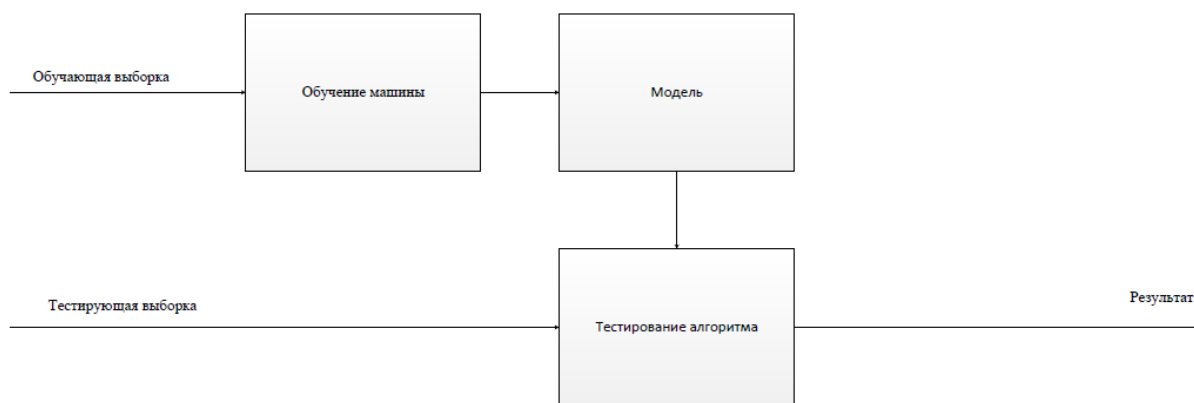 Обучающая выборка
Обучение машины
Модель
Тестирующая выборка
Тестирование алгоритма
Результат